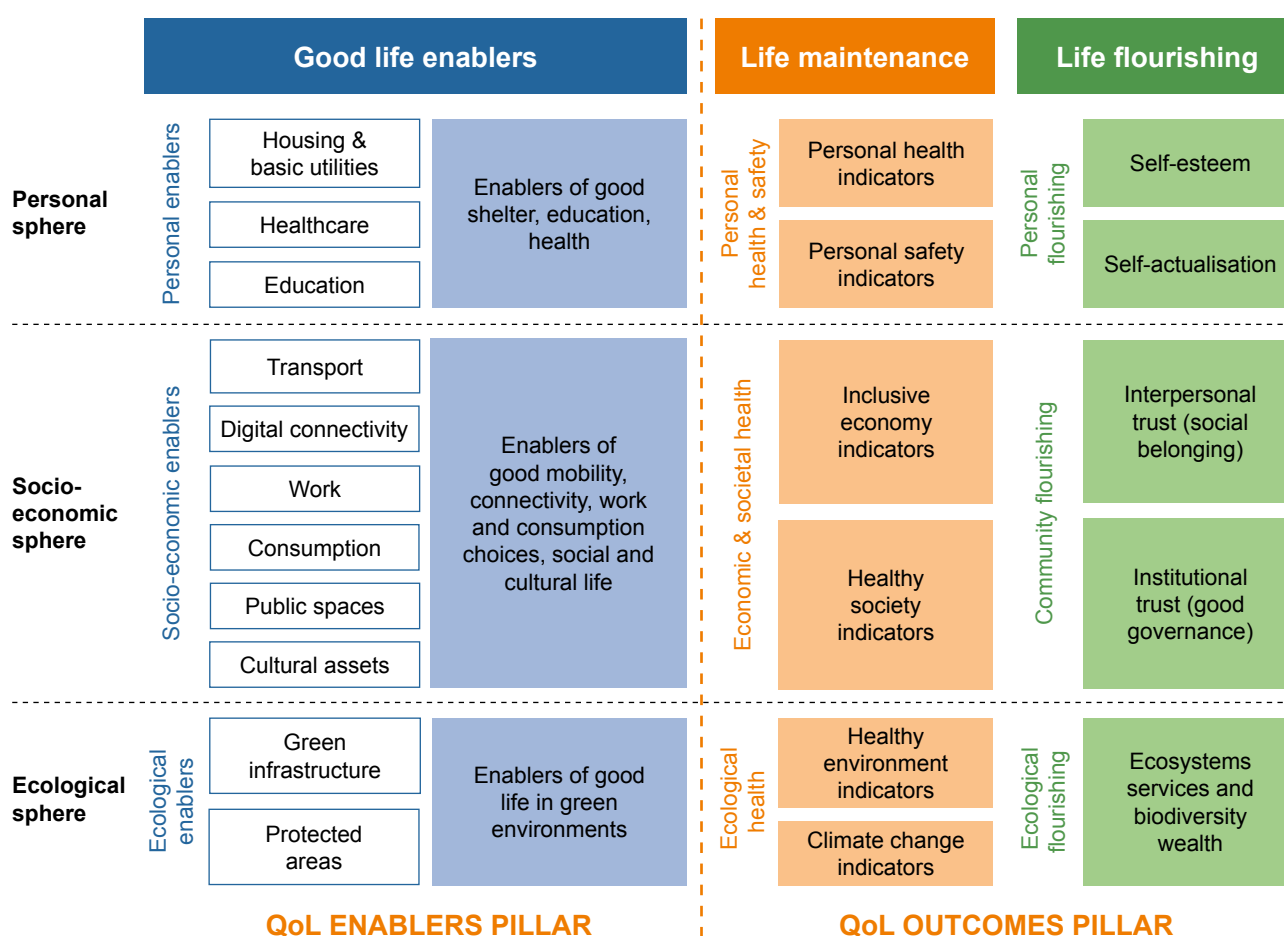 Good life enablers
Life maintenance
Life flourishing
Personal
sphere
Personal enablers
Housing &
basic utilities
Healthcare
Education
Enablers of good
shelter, education,
health
Personal
health & safety
Personal health
indicators
Personal safety
indicators
Personal
flourishing
Self-esteem
Self-actualisation
Socio-
economic
sphere
Socio-economic enablers
Transport
Digital connectivity
Work
Consumption
Public spaces
Cultural assets
Enablers of
good mobility,
connectivity, work
and consumption
choices, social and
cultural life
Economic & societal health
Inclusive
economy
indicators
Healthy
society
indicators
Community flourishing
Interpersonal
trust (social
belonging)
Institutional
trust (good
governance)
Ecological
sphere
Ecological
enablers
Green
infrastructure
Protected
areas
Enablers of good
life in green
environments
Ecological
health
Healthy
environment
indicators
Climate change
indicators
Ecological
flourishing
Ecosystems
services and
biodiversity
wealth
QoL ENABLERS PILLAR
QoL OUTCOMES PILLAR